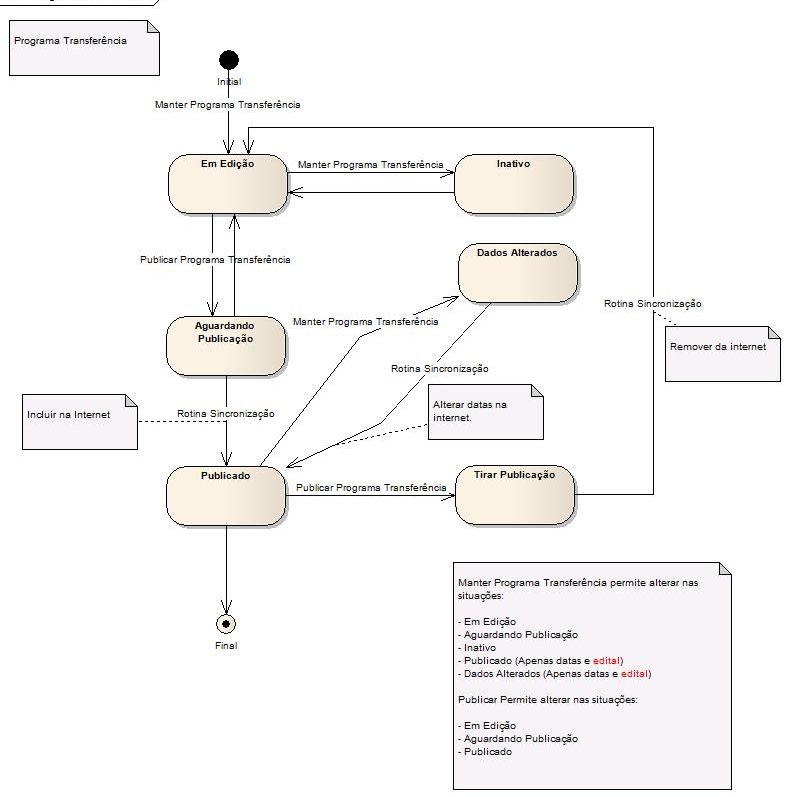 Programa Transferência
Initial
Manter Programa Transferência
Em Edição
Manter Programa Transferência
Inativo
Dados Alterados
Publicar Programa Transferência
Rotina Sincronização
Manter Programa Transferência
Aguardando
Publicação
Remover da internet
Rotina Sincronização
Alterar datas na
internet.
Incluir na Internet
Rotina Sincronização
Publicado
Tirar Publicação
Publicar Programa Transferência
Final
Manter Programa Transferência permite alterar nas
situações:
- Em Edição
- Aguardando Publicação
- Inativo
- Publicado (Apenas datas e edital)
- Dados Alterados (Apenas datas e edital)
Publicar Permite alterar nas situações:
- Em Edição
- Aguardando Publicação
- Publicado